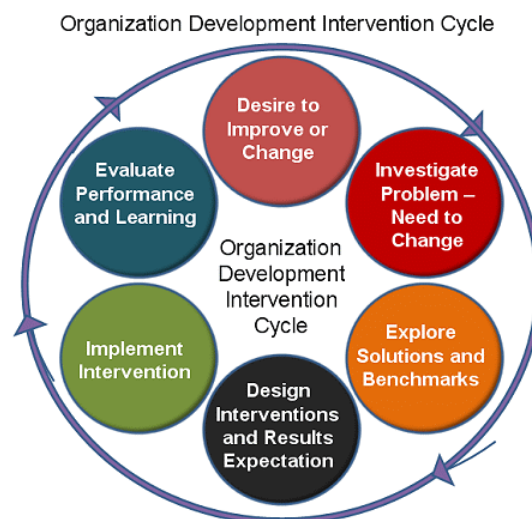 Organization Development Intervention Cycle
Desire to
Improve or
Change
Investigate
Problem –
Need to
Change
Explore
Solutions and
Benchmarks
Design
Interventions
and Results
Expectation
Implement
Intervention
Evaluate
Performance
and Learning
Organization
Development
Intervention
Cycle